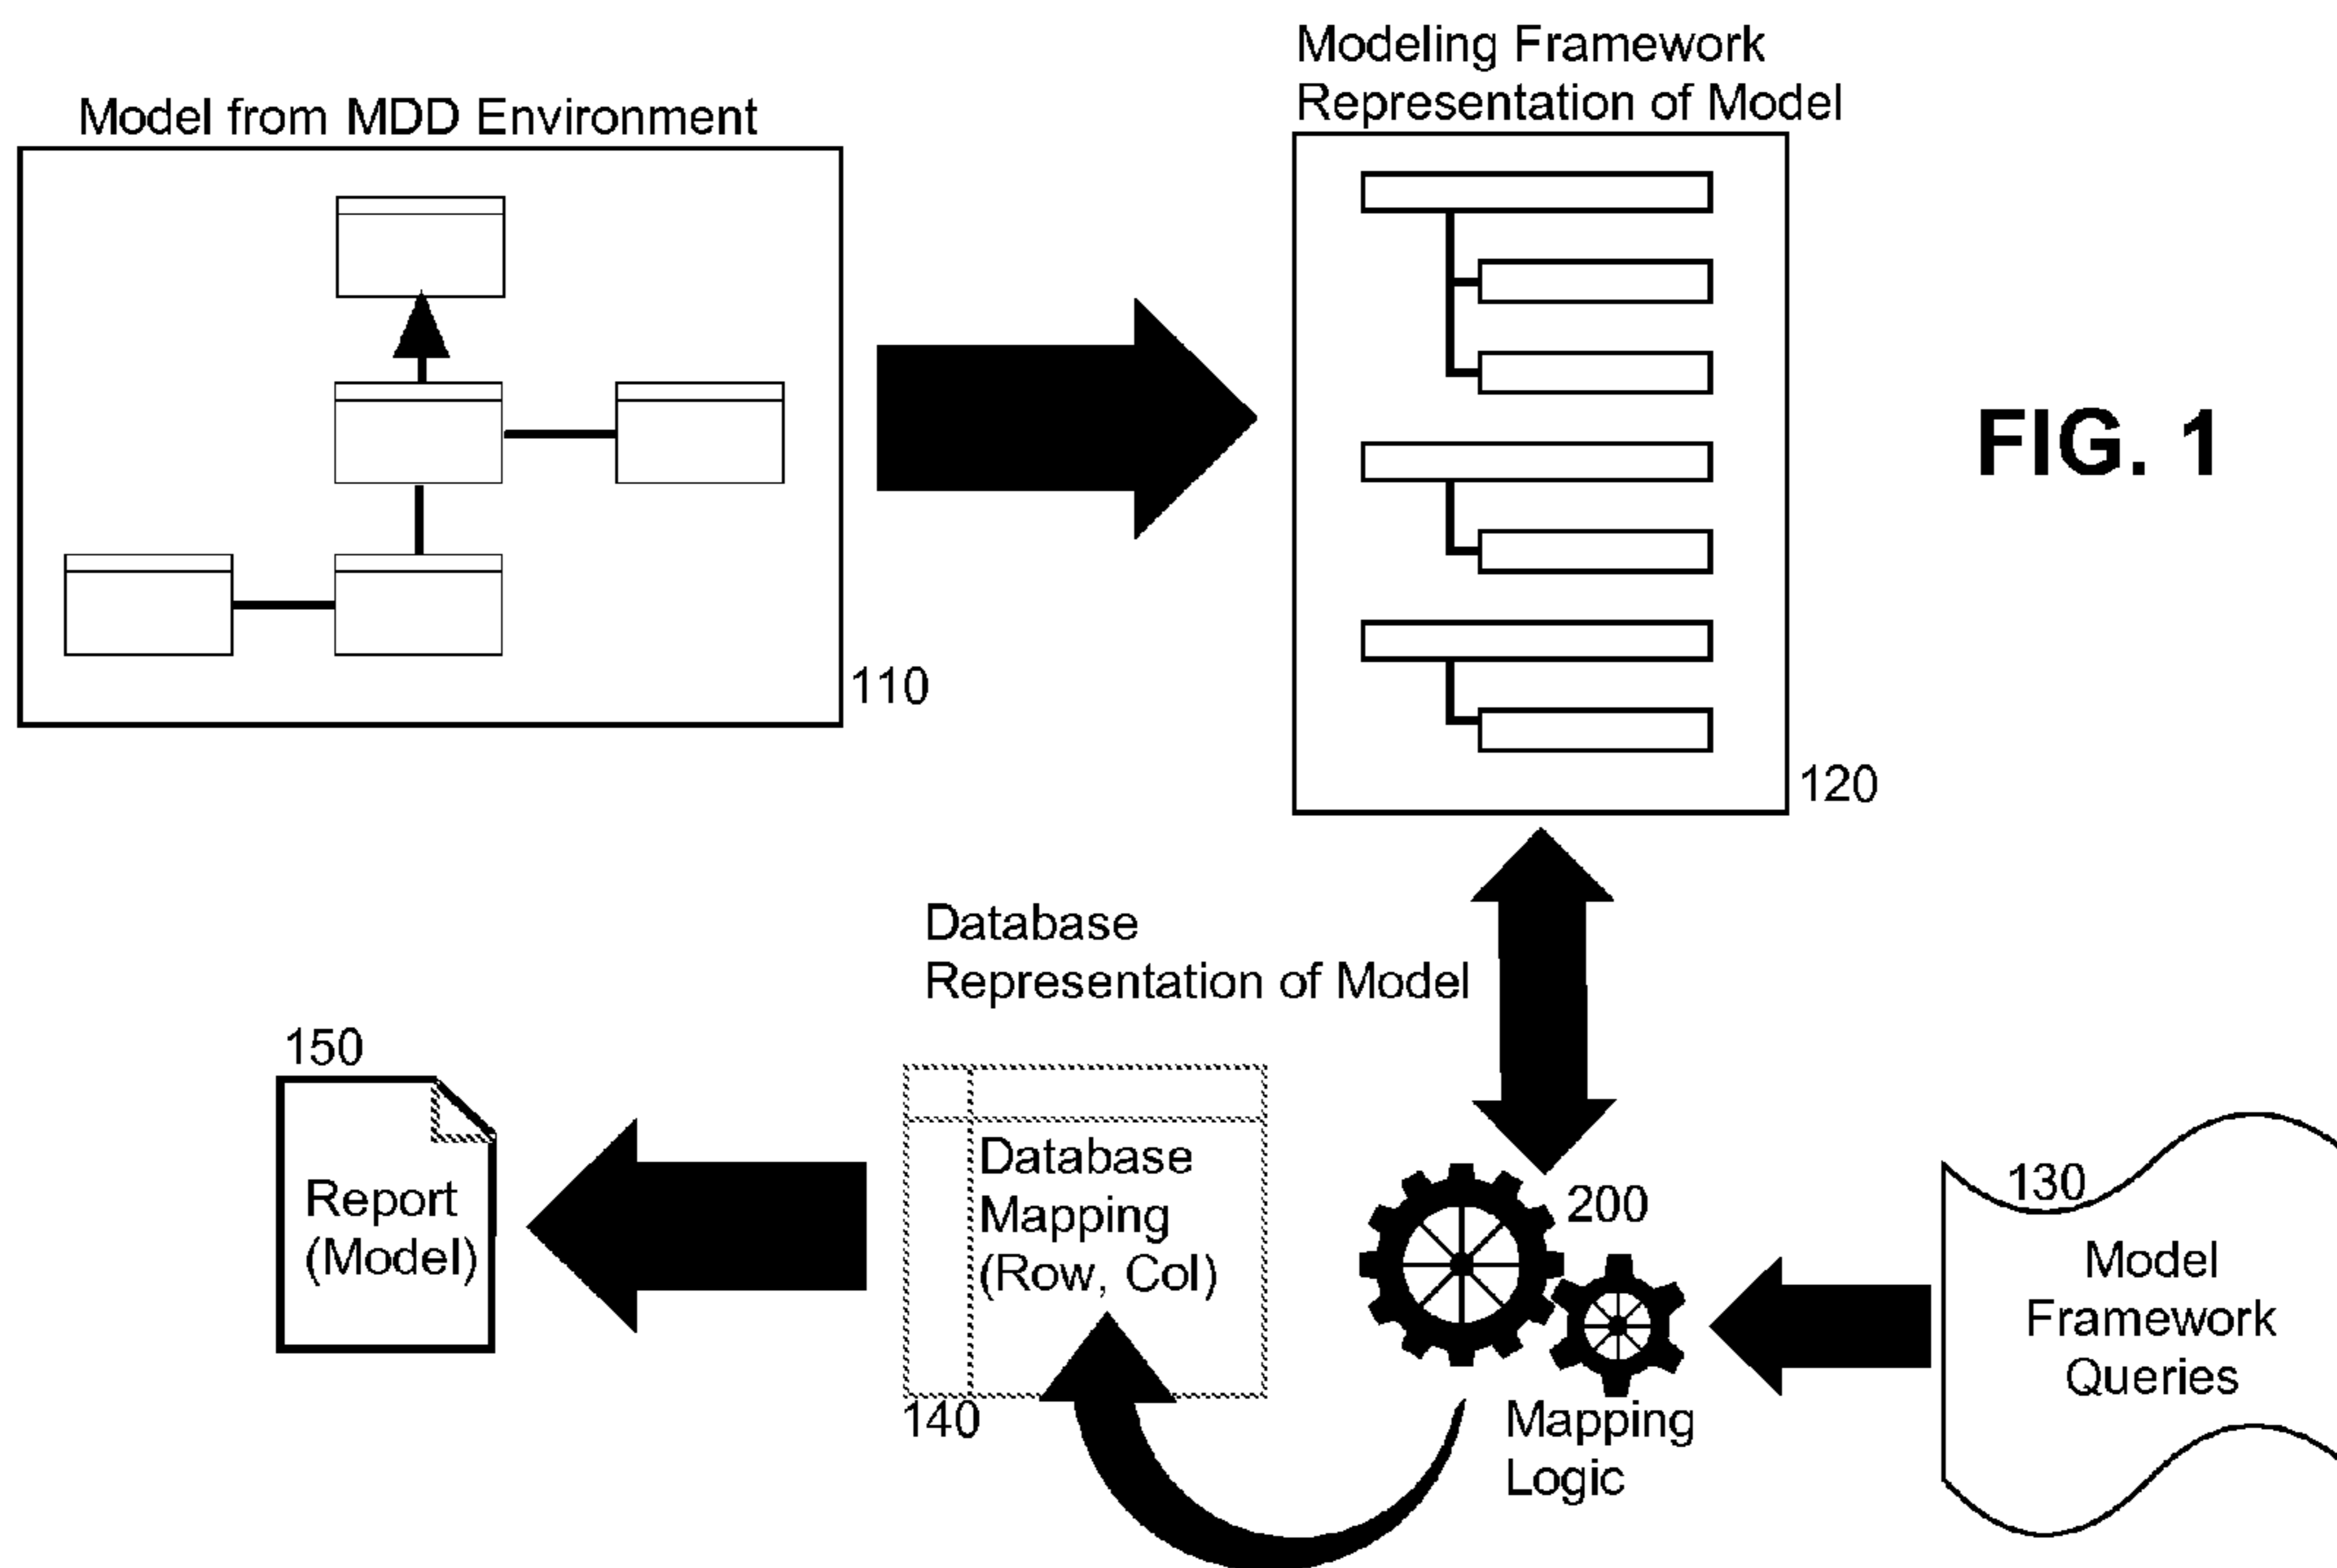 Modeling Framework
Representation of Model
Model from MDD Environment
FIG. 1
110
120
Database
Representation of Model
150
Report
(Model)
Database
Mapping
(Row, Col)
140
200
Mapping
Logic
130
Model
Framework
Queries